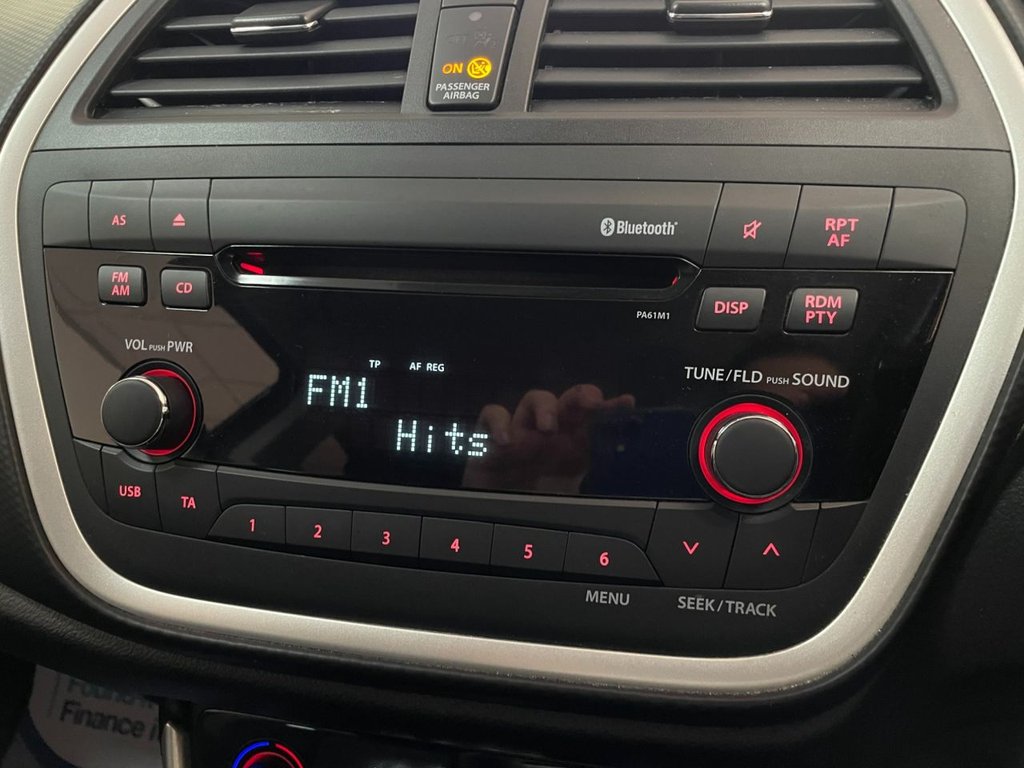 ON
PASSENGER
AIRBAG
AS
Bluetooth
RPT
AF
FM
AM
CD
PA61M1
DISP
RDM
PTY
VOL PUSH PWR
TUNE/FLD PUSH SOUND
TP AF REG
FM1
Hits
USB
TA
1
2
3
4
5
6
MENU
SEEK/TRACK
Finance